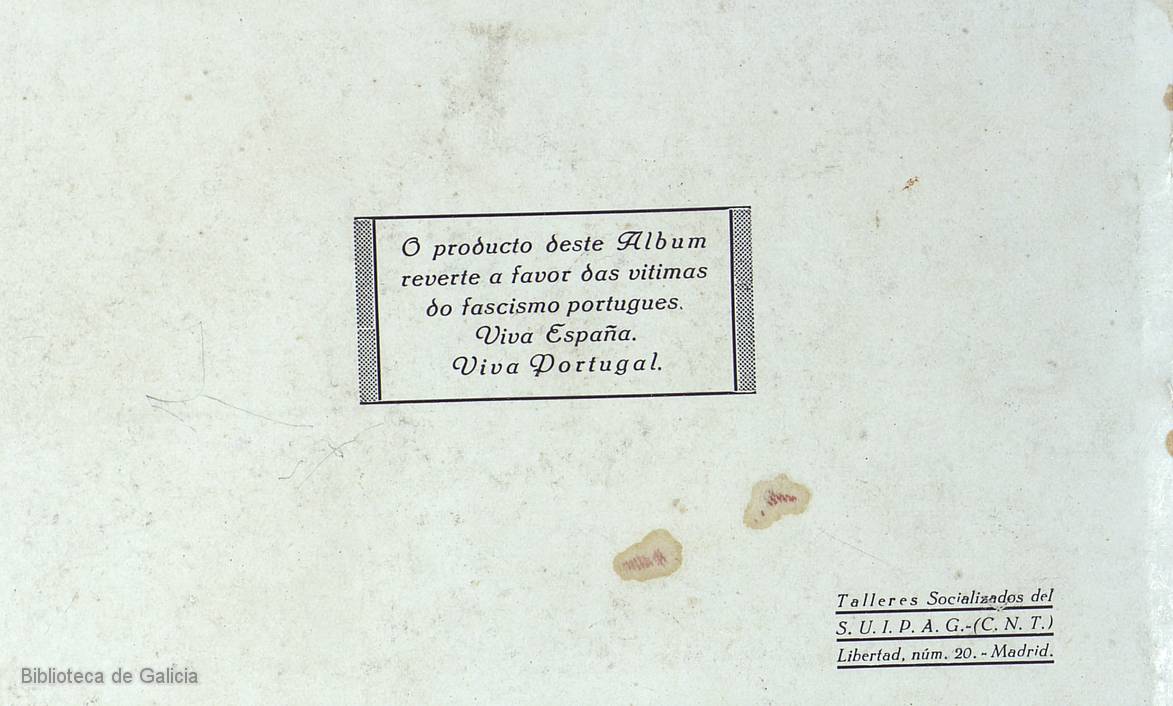 O producto deste Album
reverte a favor das vitimas
do fascismo portugues.
Viva España.
Viva Portugal.
Talleres Socializados del
S. U. I. P. A. G.-(C. N. T.)
Libertad, núm. 20. - Madrid.
Biblioteca de Galicia